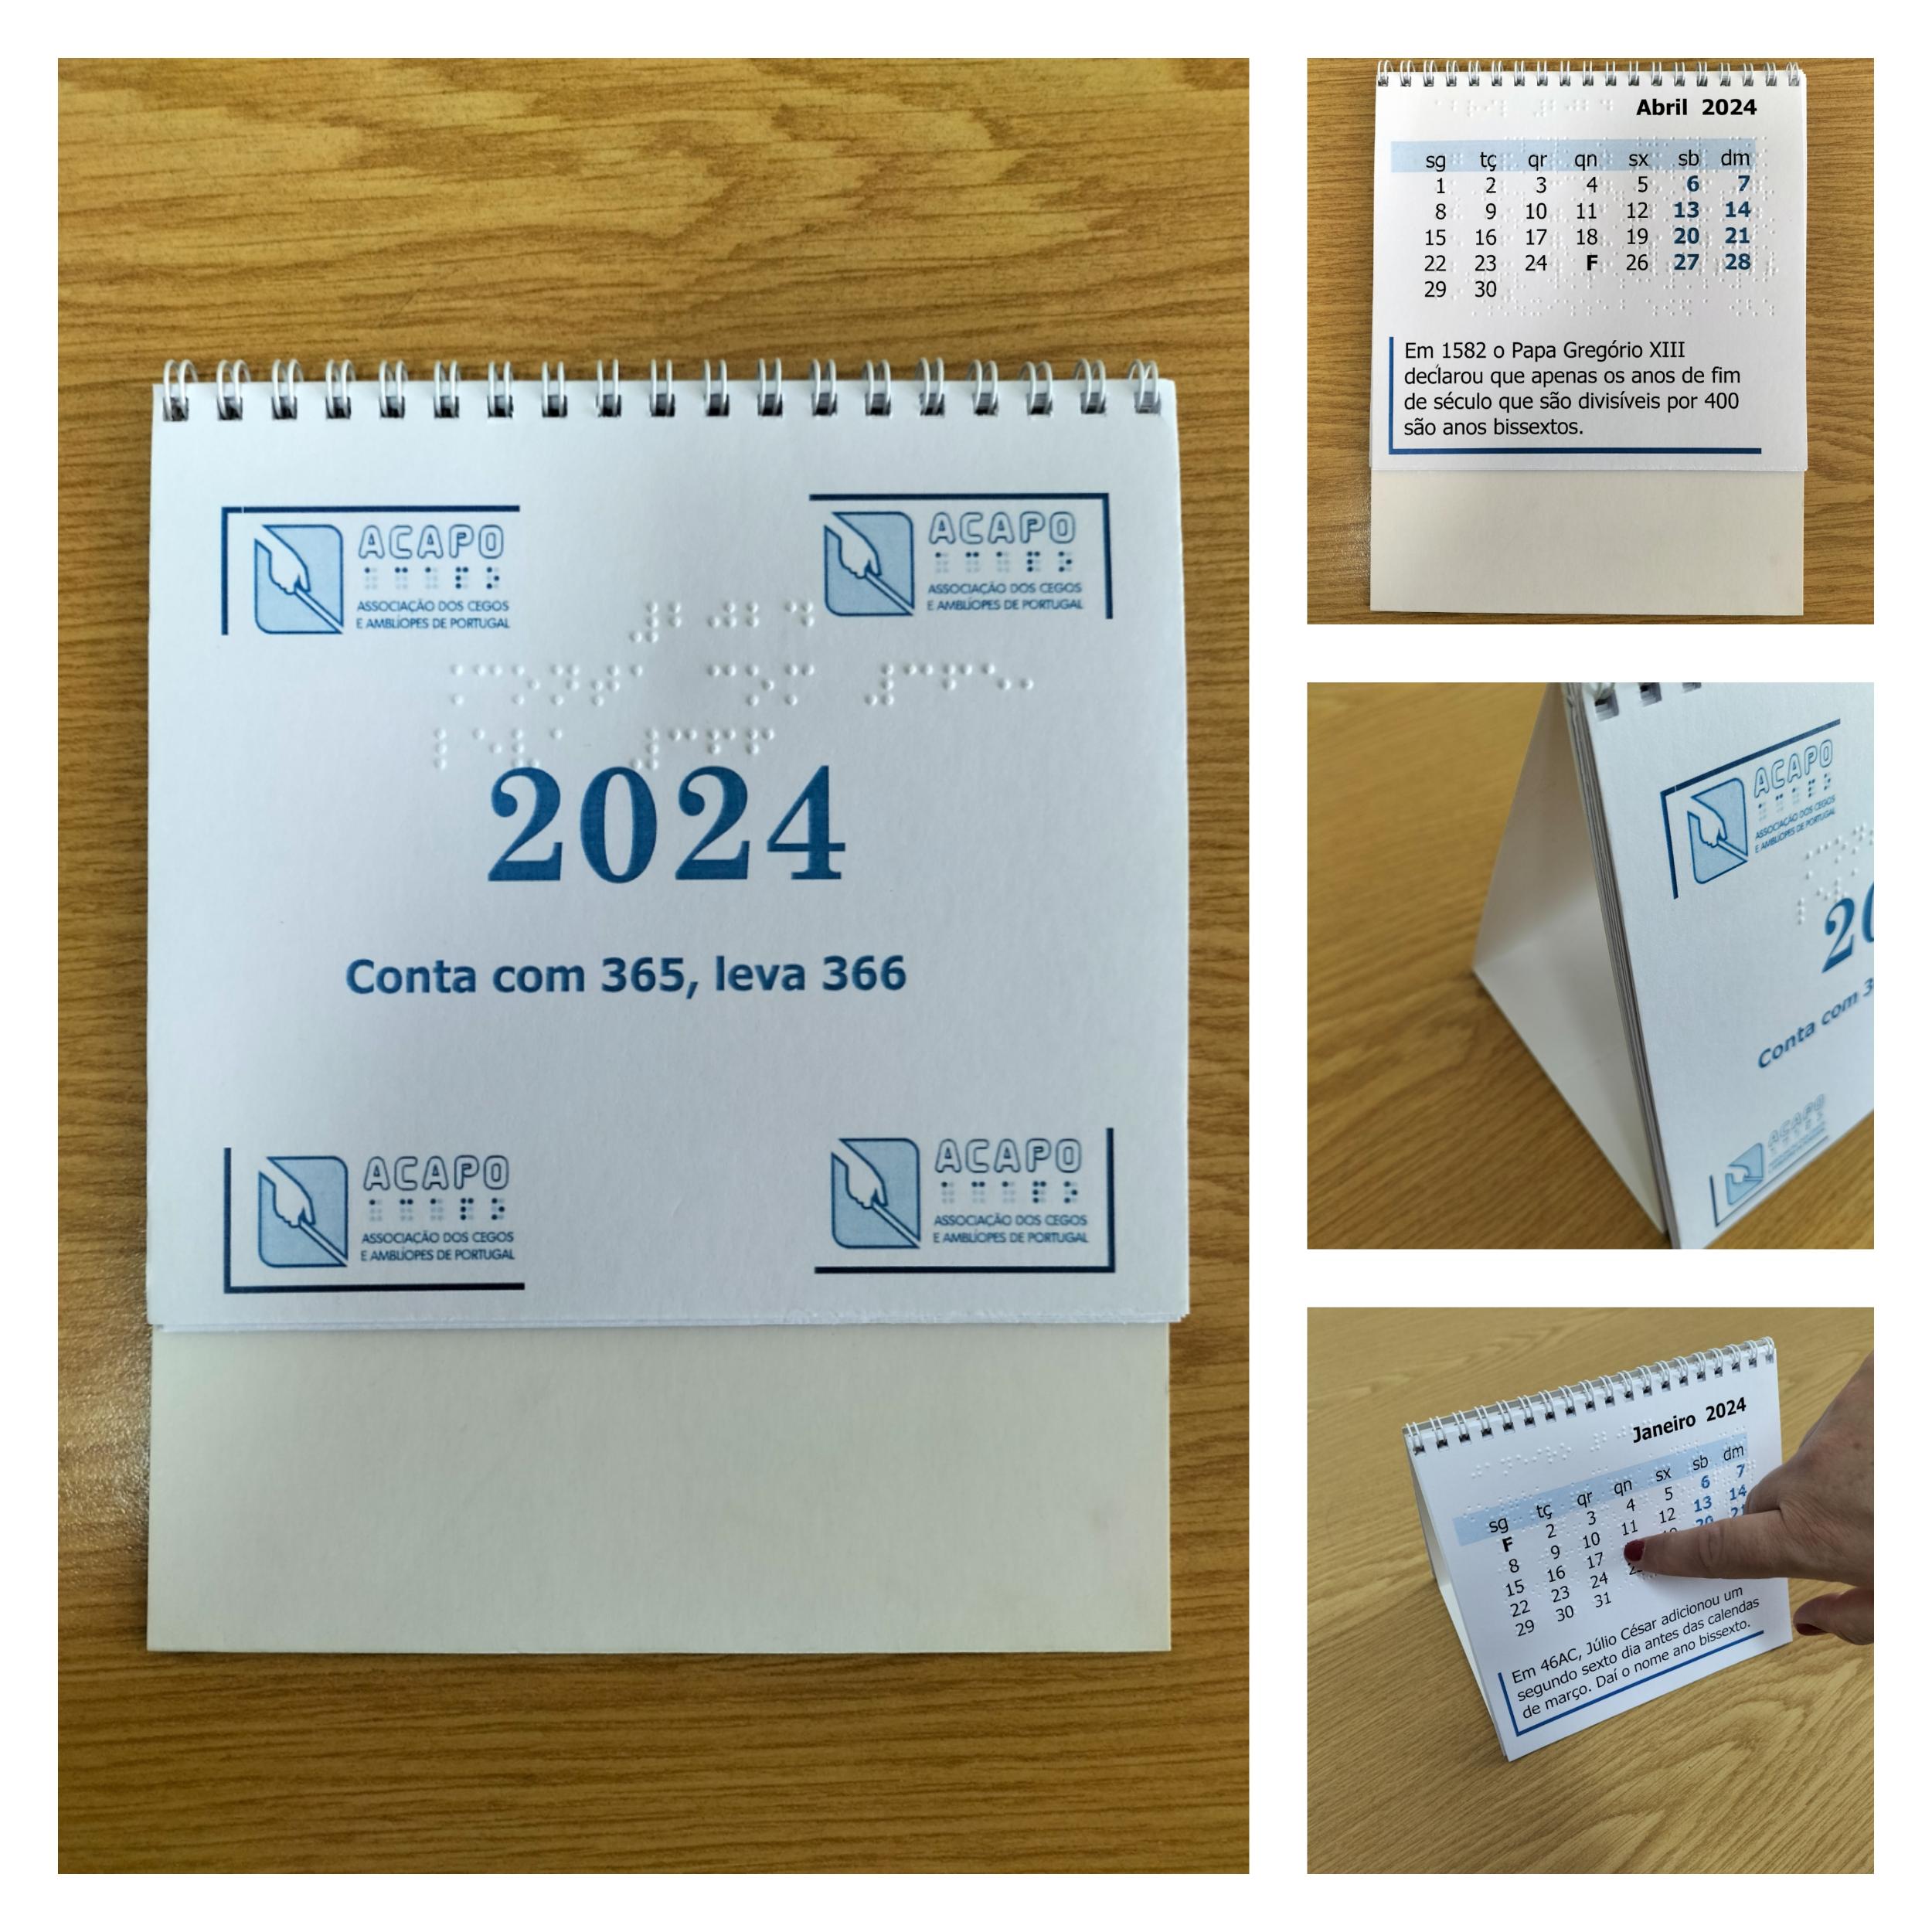 ACAPO
ASSOCIAÇÃO DOS CEGOS
E AMBLÍOPES DE PORTUGAL
ACAPO
ASSOCIAÇÃO DOS CEGOS
E AMBLÍOPES DE PORTUGAL
2024
Conta com 365, leva 366
ACAPO
ASSOCIAÇÃO DOS CEGOS
E AMBLÍOPES DE PORTUGAL
ACAPO
ASSOCIAÇÃO DOS CEGOS
E AMBLÍOPES DE PORTUGAL
Abril 2024
sg tç qr qn sx sb dm
1 2 3 4 5 6 7
8 9 10 11 12 13 14
15 16 17 18 19 20 21
22 23 24 F 26 27 28
29 30
Em 1582 o Papa Gregório XIII
declarou que apenas os anos de fim
de século que são divisíveis por 400
são anos bissextos.
ACAPO
ASSOCIAÇÃO DOS CEGOS
E AMBLÍOPES DE PORTUGAL
20
Conta com 3
ACAPO
Janeiro 2024
sg tç qr qn sx sb dm
F 2 3 4 5 6 7
8 9 10 11 12 13 14
15 16 17 20 21
22 23 24
29 30 31
Em 46AC, Júlio César adicionou um
segundo sexto dia antes das calendas
de março. Daí o nome ano bissexto.